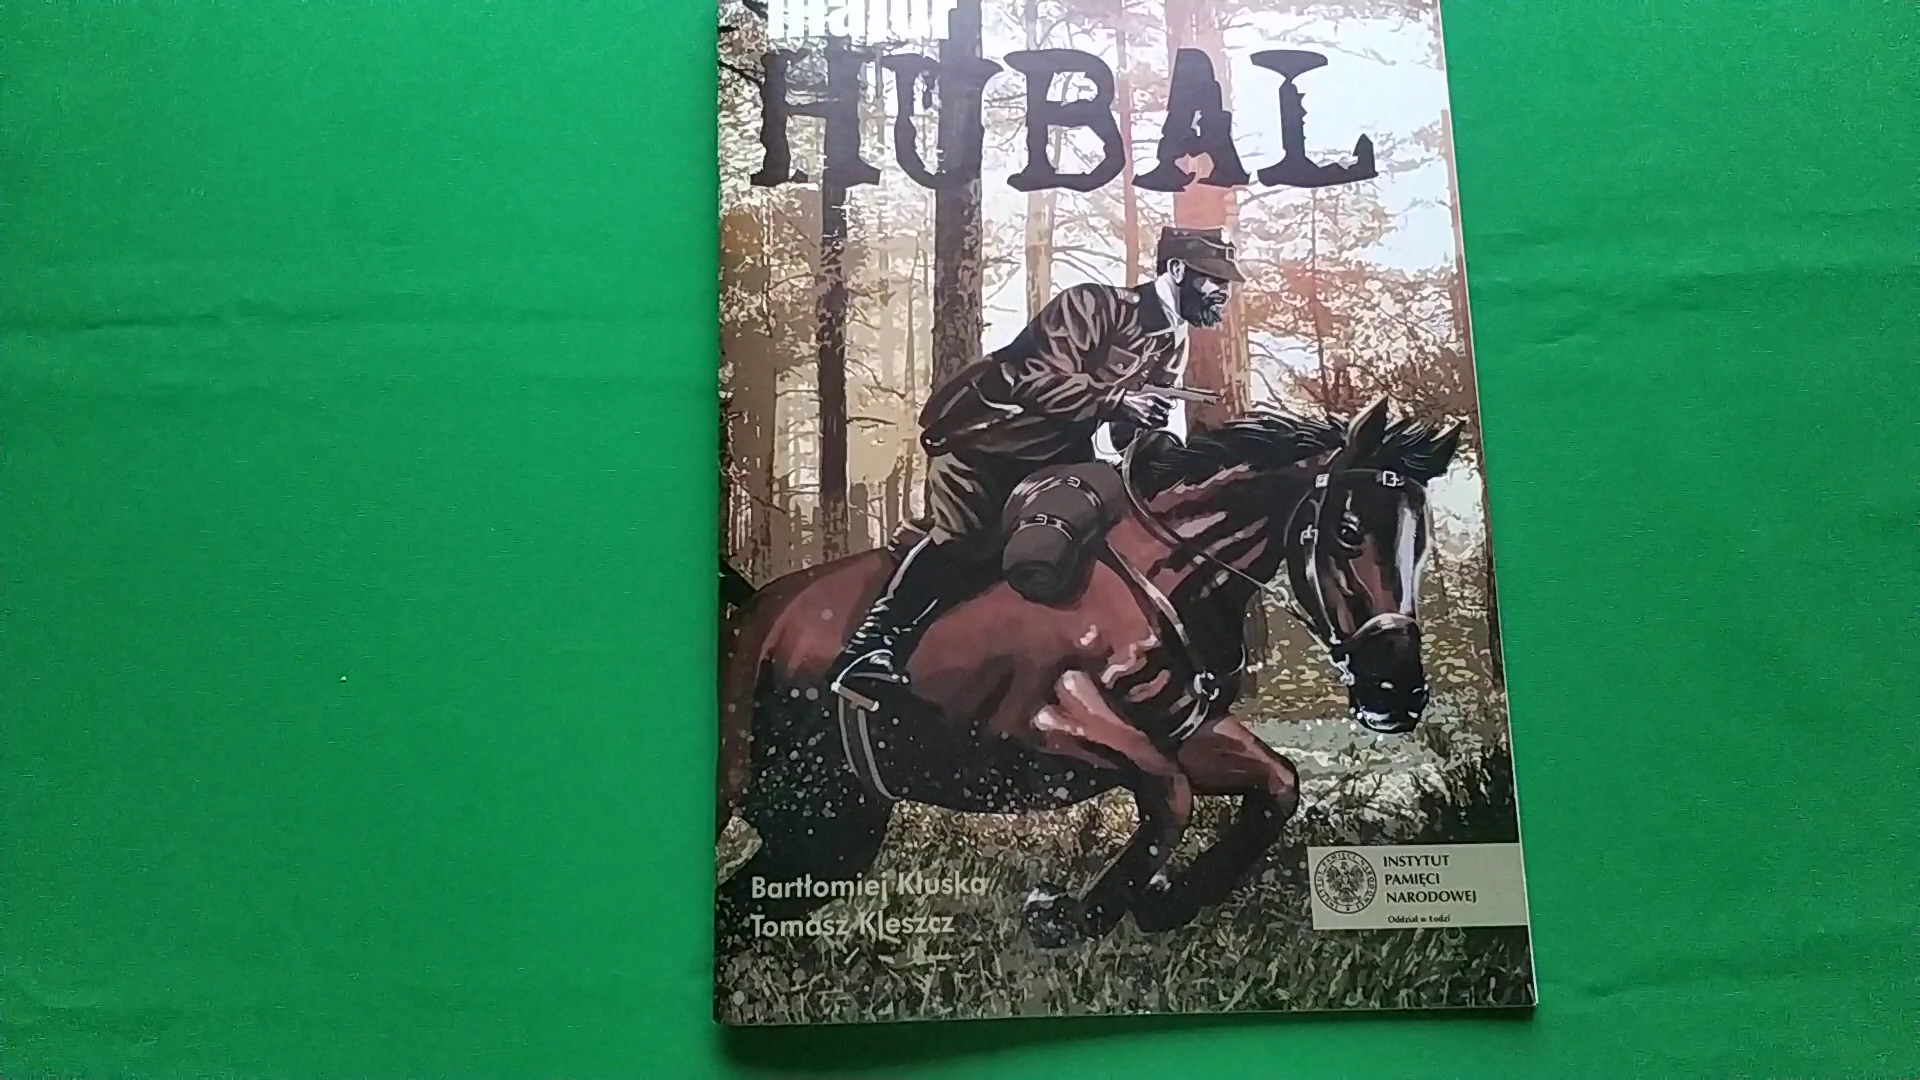 major
HUBAL
Bartłomiej Kluska
Tomasz Kleszcz
INSTYTUT
PAMIĘCI
NARODOWEJ
Oddział w Łodzi